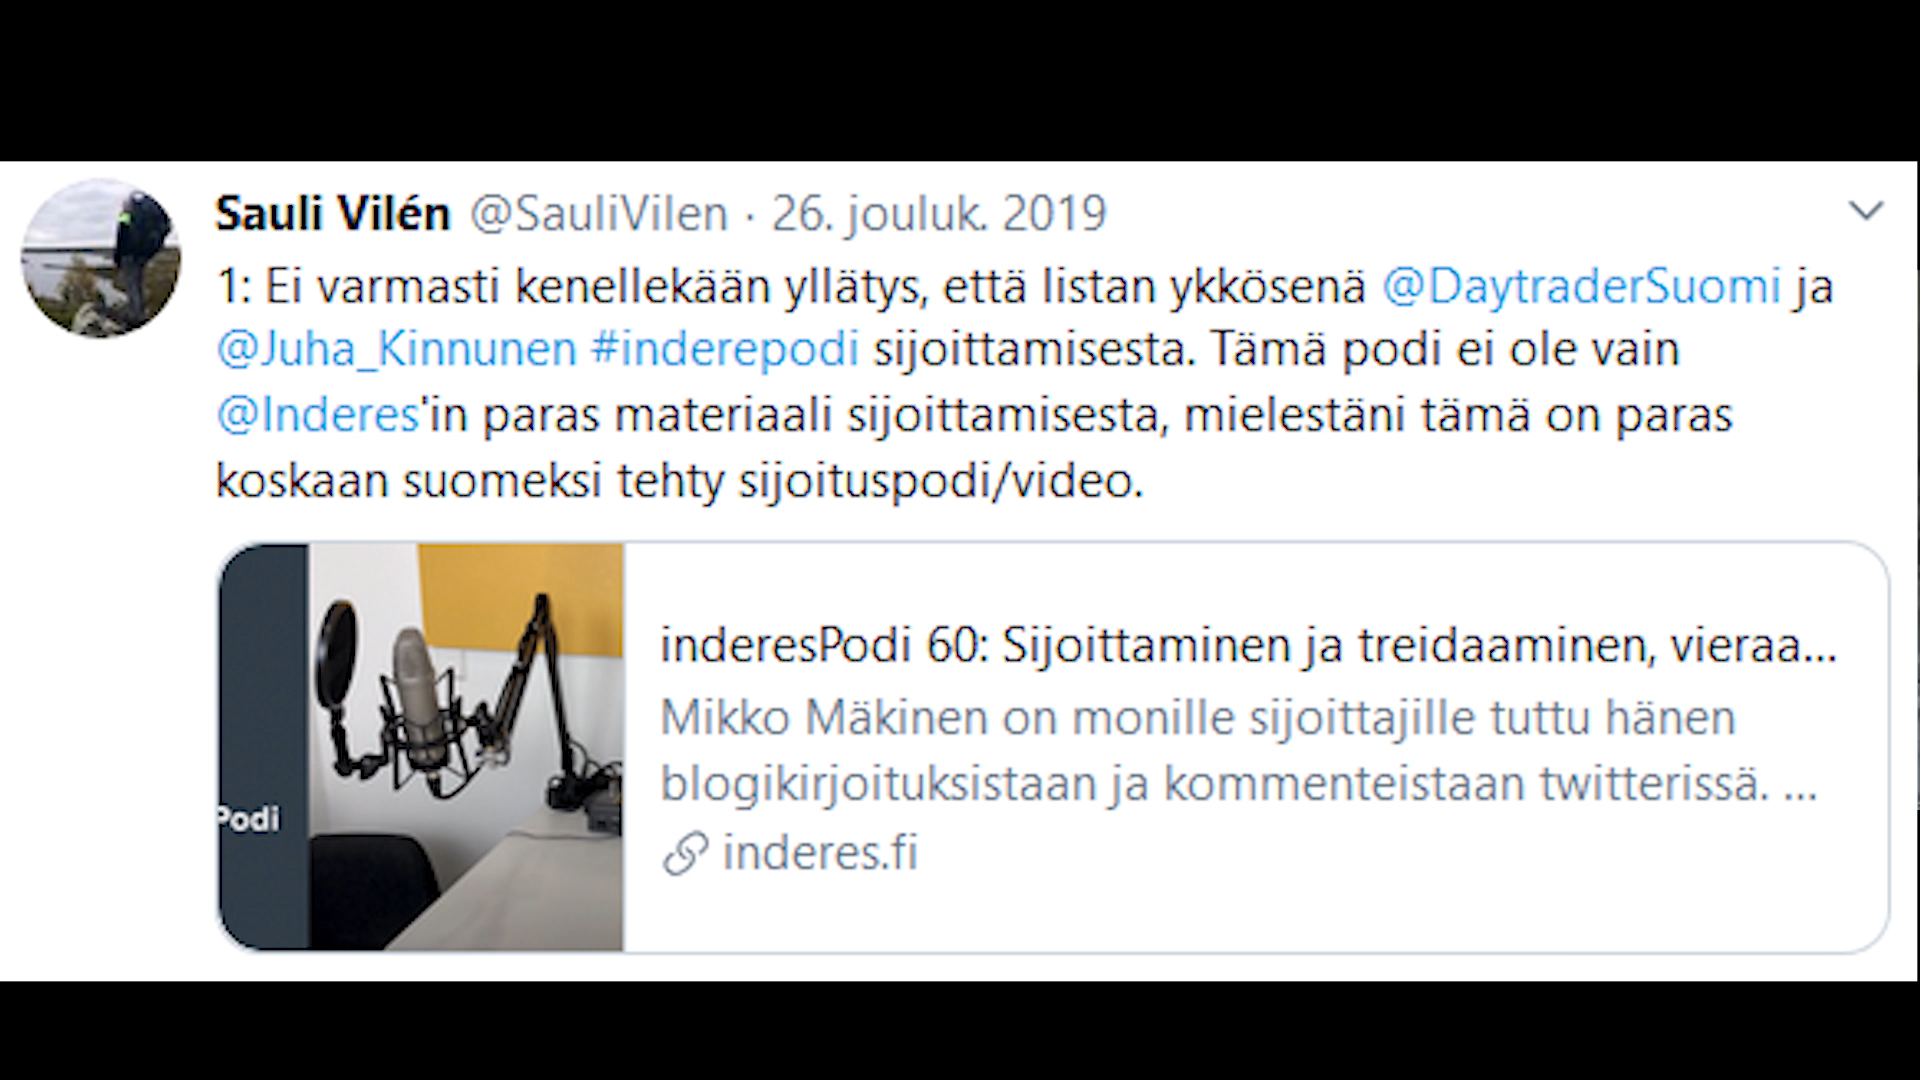 Sauli Vilén @SauliVilen · 26. jouluk. 2019
1: Ei varmasti kenellekään yllätys, että listan ykkösenä @DaytraderSuomi ja
@Juha_Kinnunen #inderepodi sijoittamisesta. Tämä podi ei ole vain
@Inderes'in paras materiaali sijoittamisesta, mielestäni tämä on paras
koskaan suomeksi tehty sijoituspodi/video.
Podi
inderesPodi 60: Sijoittaminen ja treidaaminen, vieraa...
Mikko Mäkinen on monille sijoittajille tuttu hänen
blogikirjoituksistaan ja kommenteistaan twitterissä. ...
inderes.fi